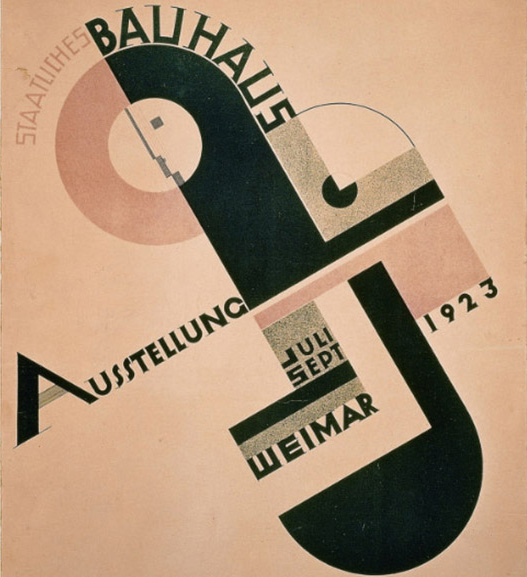 STAATLICHES
BAUHAUS
AUSSTELLUNG
1923
JULI
SEPT
WEIMAR